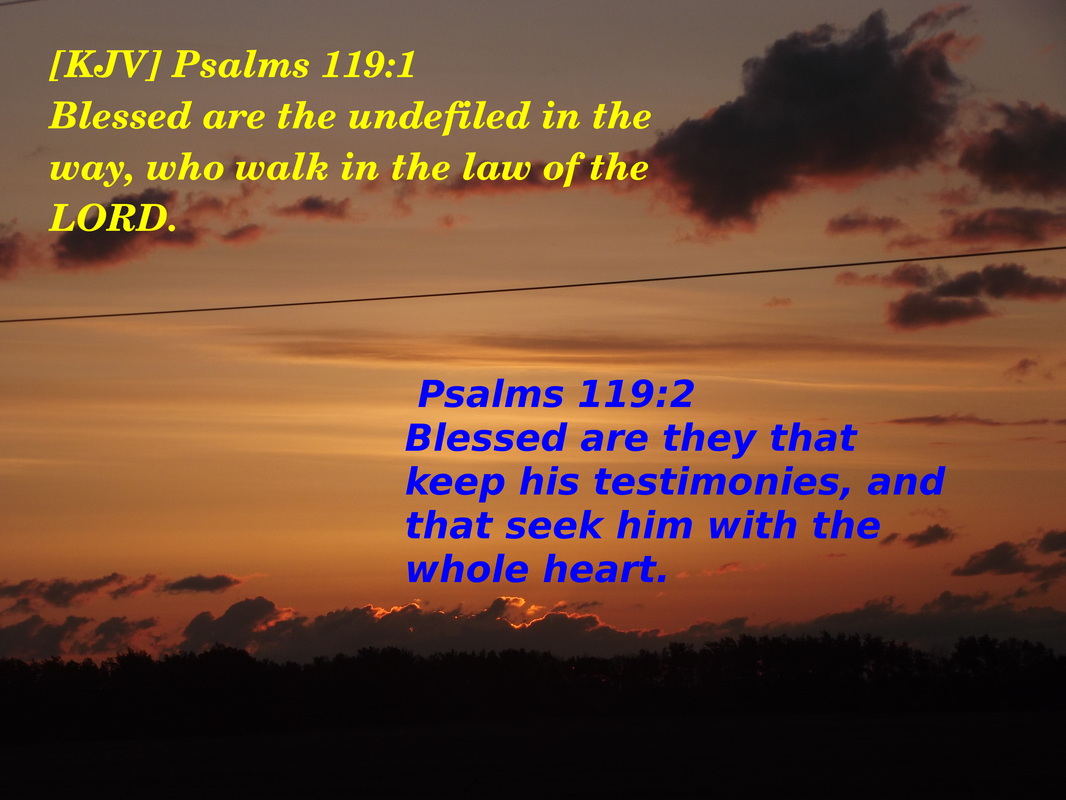 [KJV] Psalms 119:1
Blessed are the undefiled in the
way, who walk in the law of the
LORD.
Psalms 119:2
Blessed are they that
keep his testimonies, and
that seek him with the
whole heart.